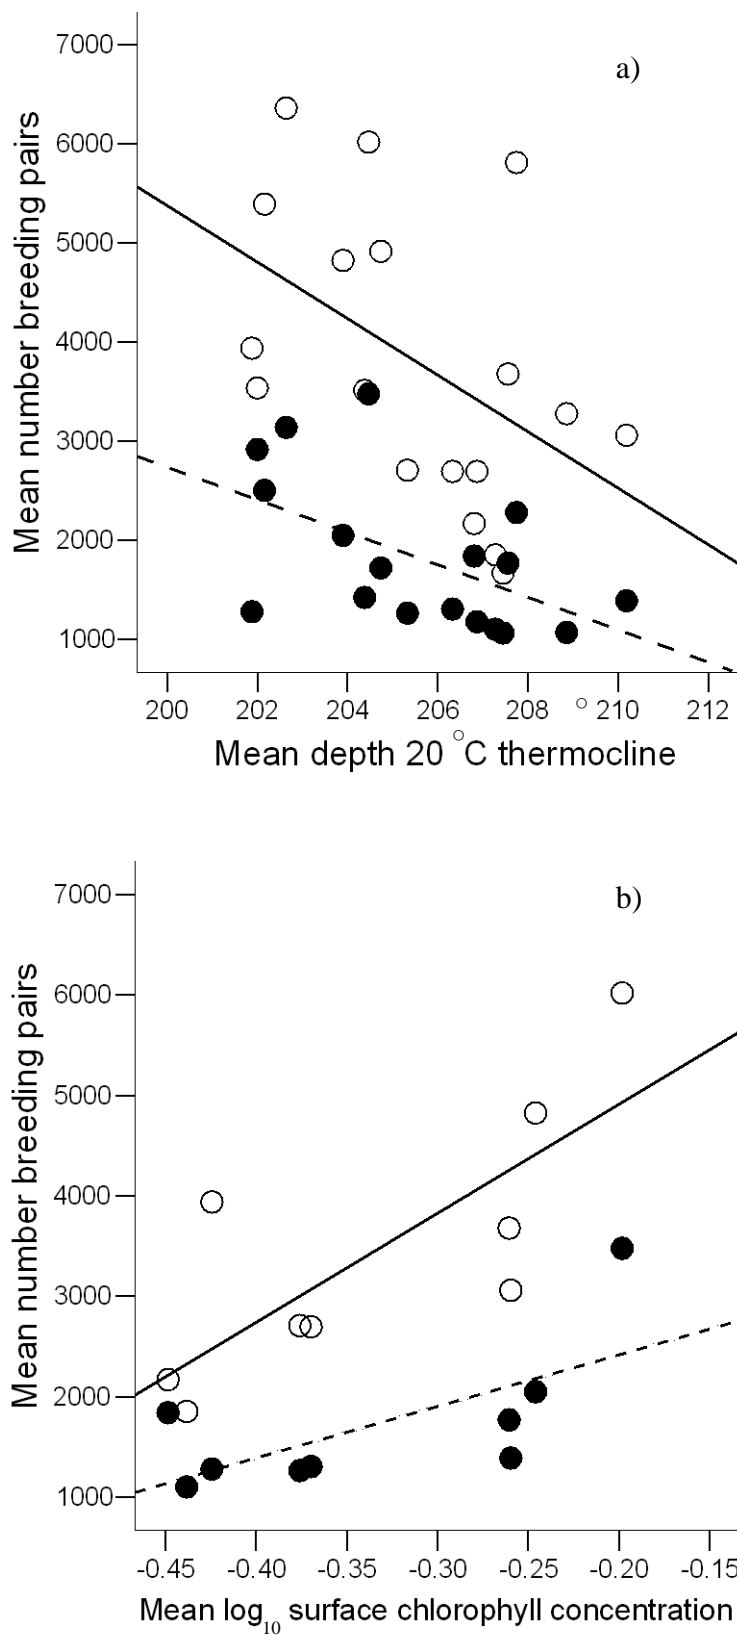 a)
Mean number breeding pairs
7000
6000
5000
4000
3000
2000
1000
200 202 204 206 208 210 212
Mean depth 20 °C thermocline
b)
Mean number breeding pairs
7000
6000
5000
4000
3000
2000
1000
-0.45 -0.40 -0.35 -0.30 -0.25 -0.20 -0.15
Mean log₁₀ surface chlorophyll concentration